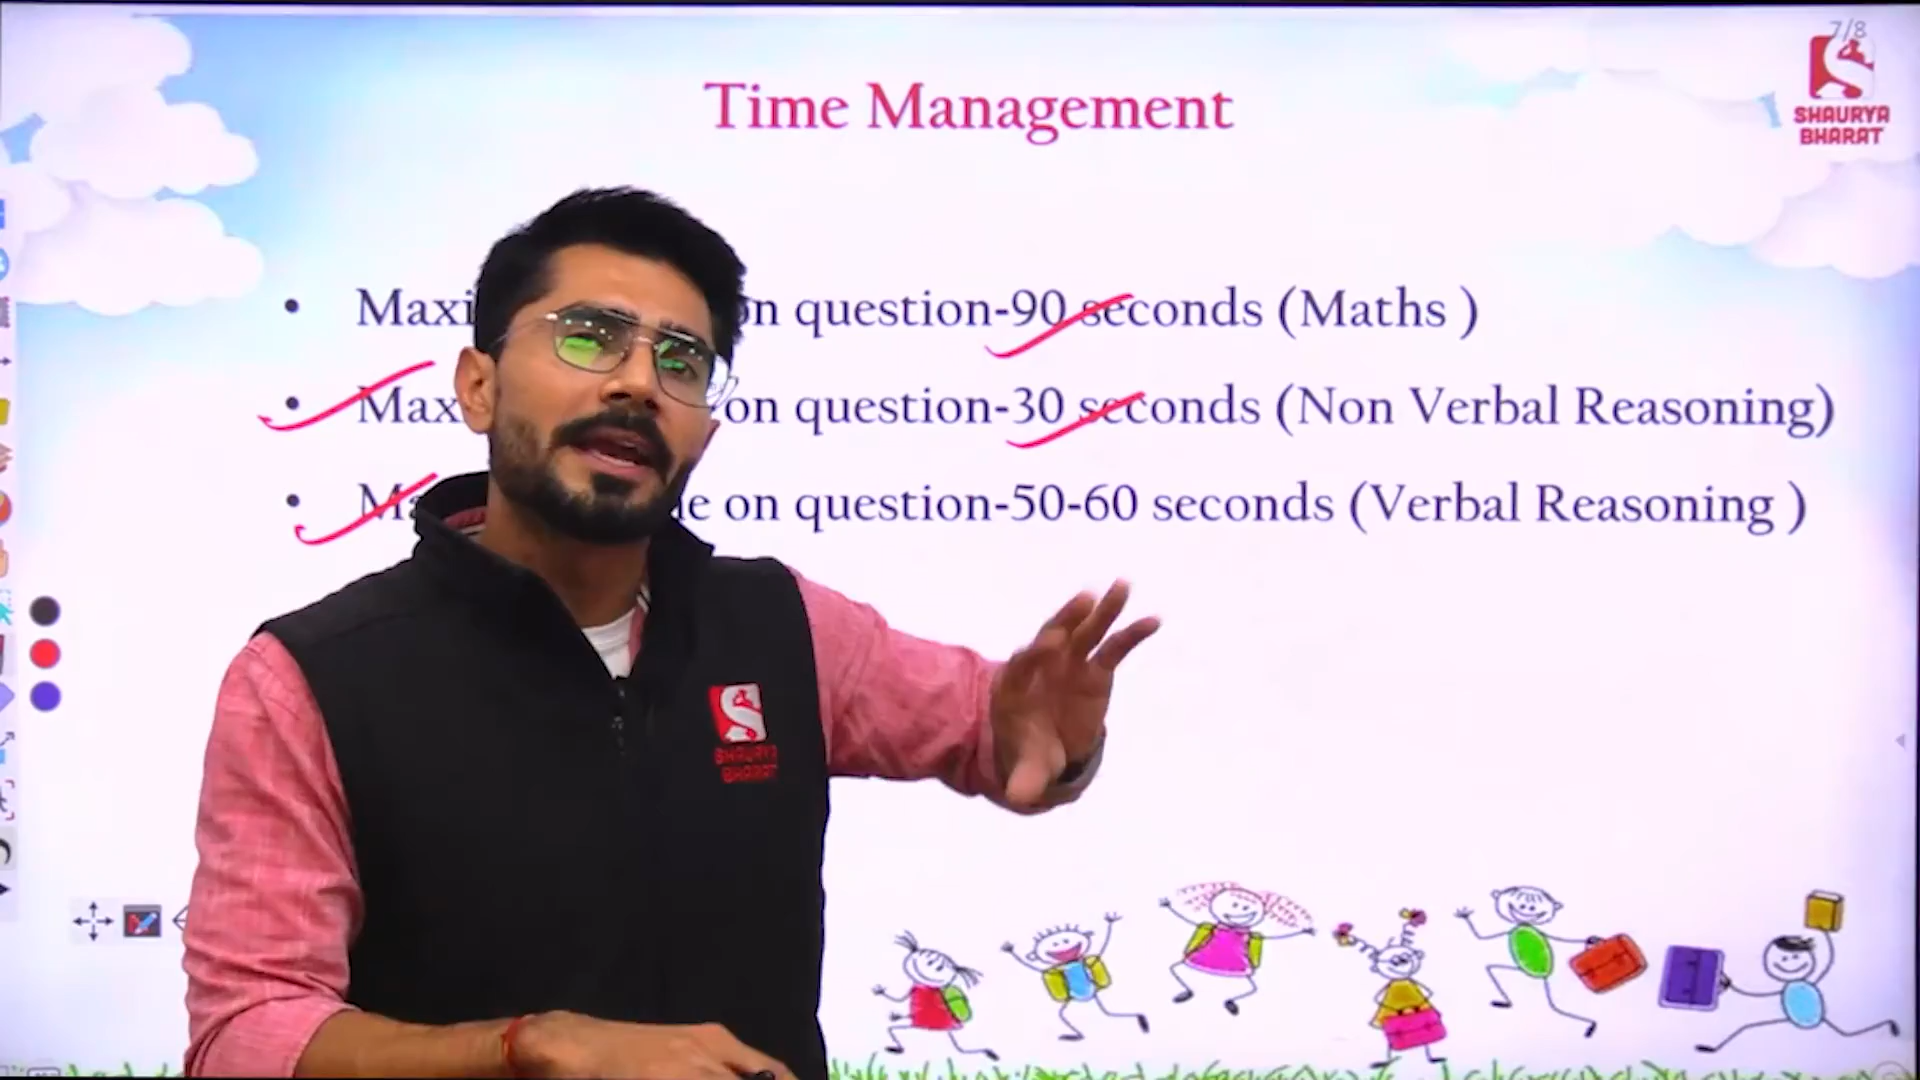 7/8
SHAURYA
BHARAT
Time Management
• Maxi on question-90 seconds (Maths )
• Max on question-30 seconds (Non Verbal Reasoning)
• Ma e on question-50-60 seconds (Verbal Reasoning )
SHAURYA
BHARAT